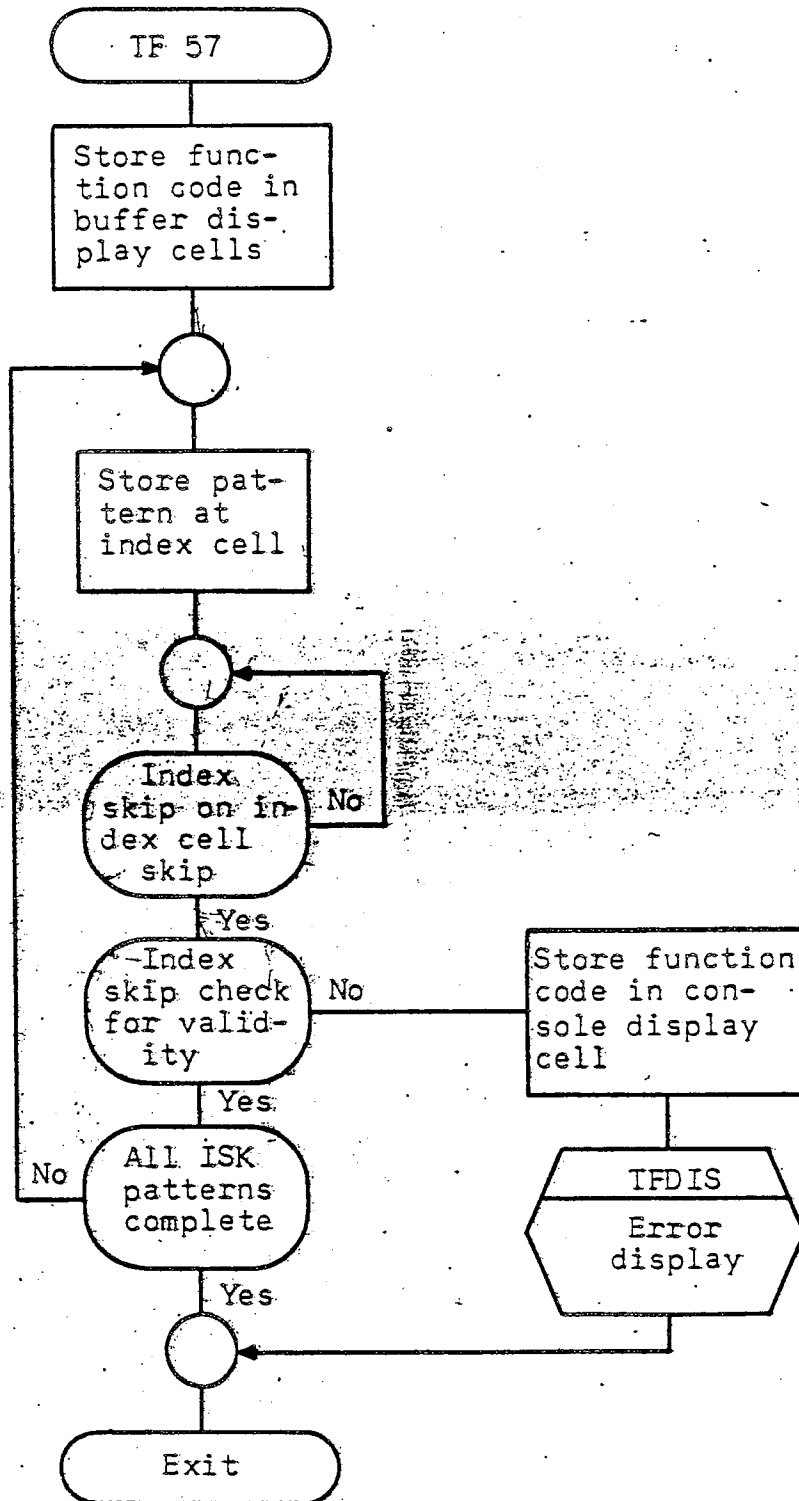 TF 57
Store func-
tion code in
buffer dis-
play cells
Store pat-
tern at
index cell
Index
skip on in-
dex cell
skip
No
Yes
Index
skip check
for valid-
ity
No
Store function
code in con-
sole display
cell
Yes
No
All ISK
patterns
complete
TFDIS
Error
display
Yes
Exit